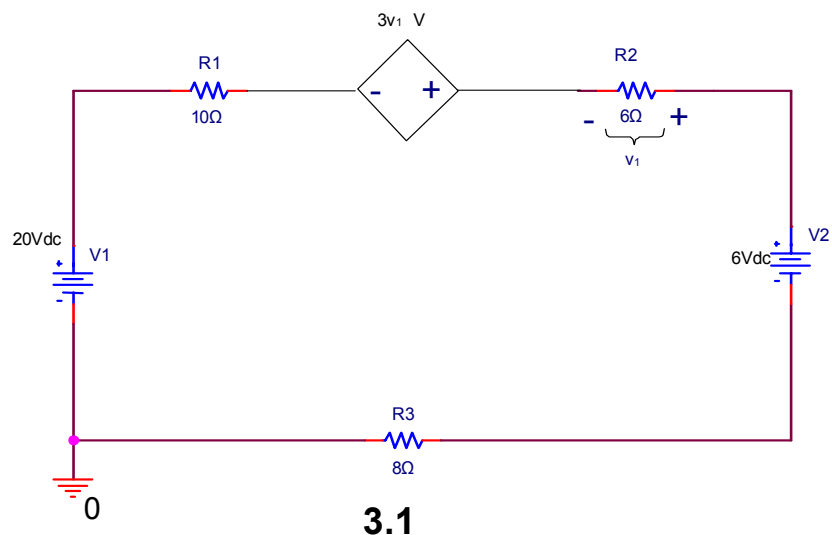 3v₁ V
R1
R2
- +
10Ω
6Ω
- +
v₁
20Vdc
V1
V2
+
+
6Vdc
-
-
R3
8Ω
0
3.1